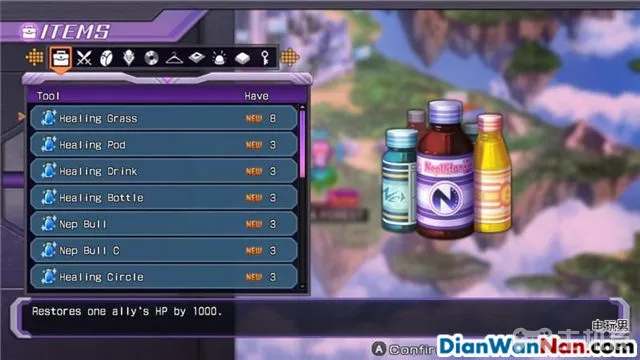 ITEMS
Tool Have
Healing Grass NEW 8
Healing Pod NEW 3
Healing Drink NEW 3
Healing Bottle NEW 3
Nep Bull NEW 3
Nep Bull C NEW 3
Healing Circle NEW 3
NepVitan
N
Restores one ally's HP by 1000.
电玩男
A Confirm
DianWanNan.com